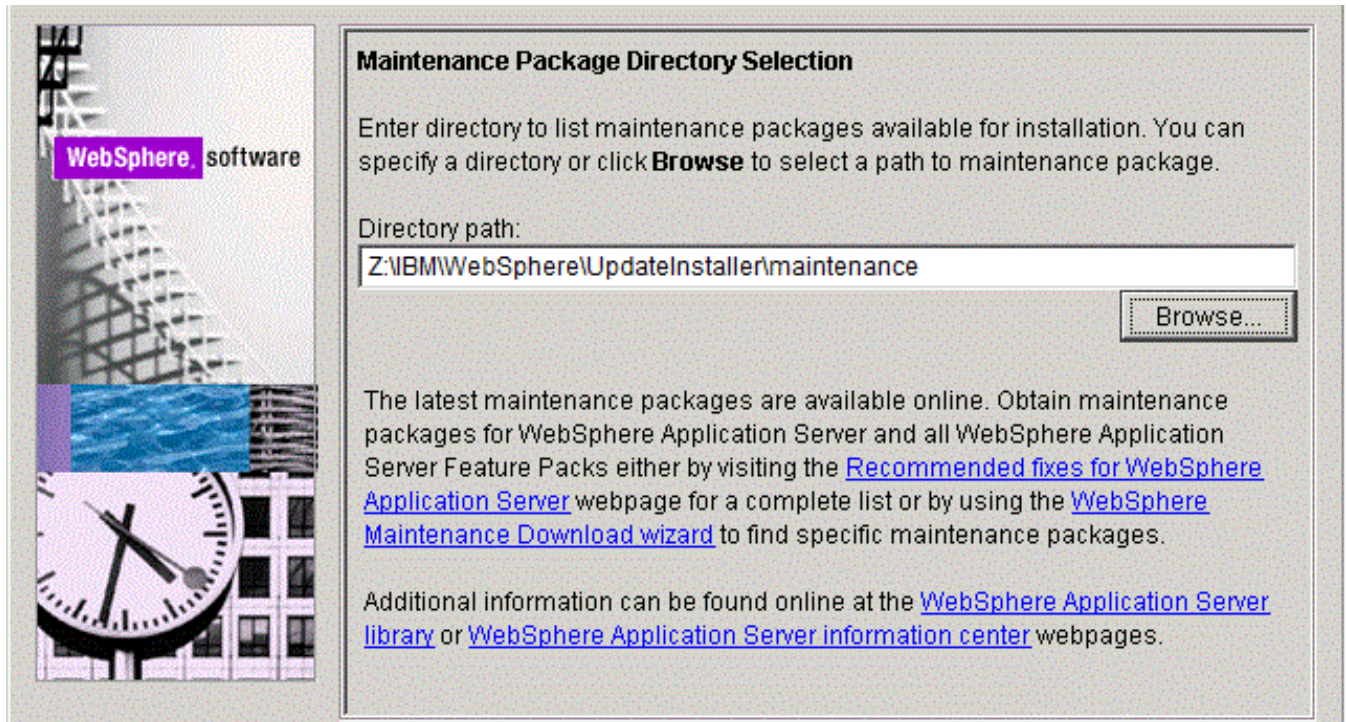 WebSphere. software
Maintenance Package Directory Selection
Enter directory to list maintenance packages available for installation. You can
specify a directory or click Browse to select a path to maintenance package.
Directory path:
Z:\IBM\WebSphere\UpdateInstaller\maintenance
Browse...
The latest maintenance packages are available online. Obtain maintenance
packages for WebSphere Application Server and all WebSphere Application
Server Feature Packs either by visiting the Recommended fixes for WebSphere
Application Server webpage for a complete list or by using the WebSphere
Maintenance Download wizard to find specific maintenance packages.
Additional information can be found online at the WebSphere Application Server
library or WebSphere Application Server information center webpages.